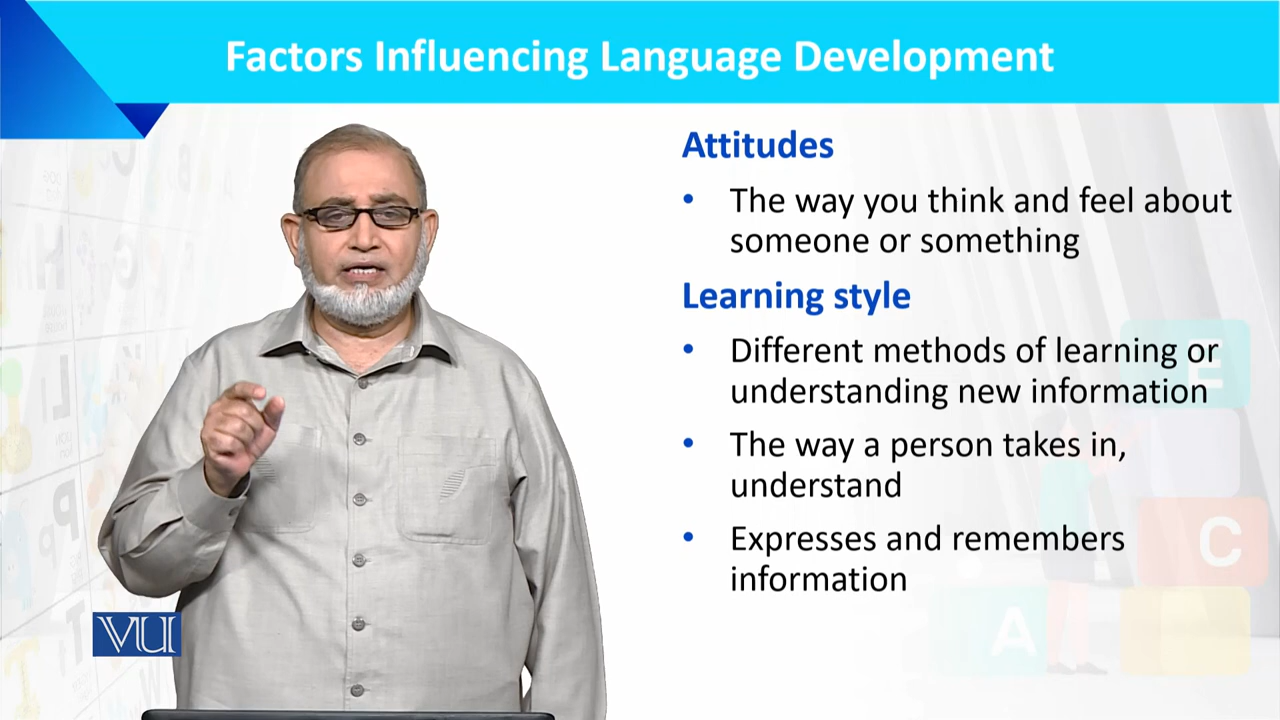 Factors Influencing Language Development
Attitudes
• The way you think and feel about
someone or something
Learning style
• Different methods of learning or
understanding new information
• The way a person takes in,
understand
• Expresses and remembers
information
VU
E
C
A